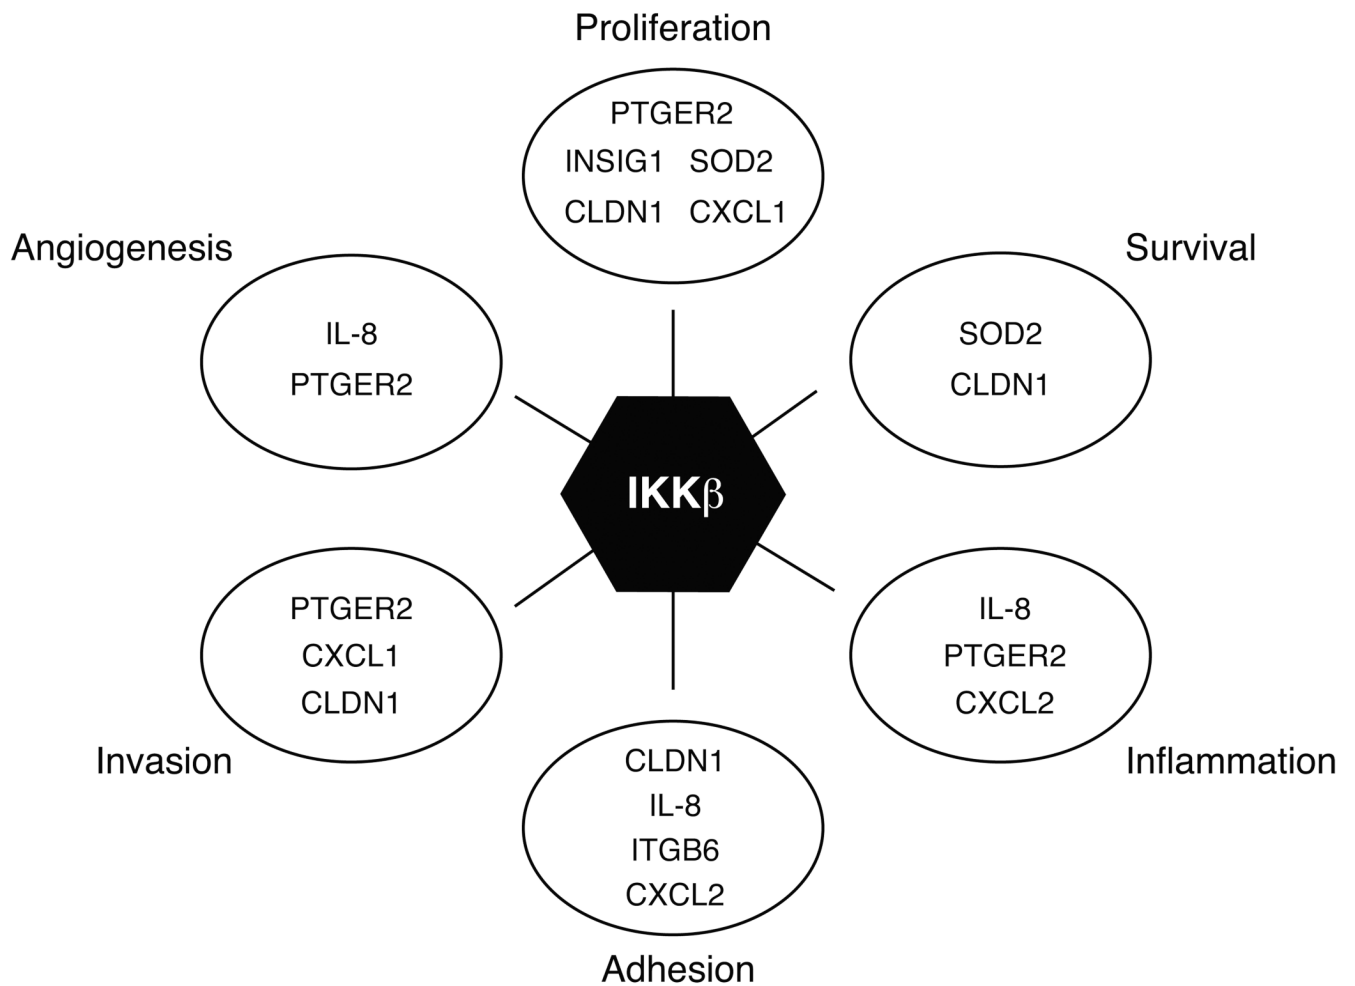 Proliferation
PTGER2
INSIG1 SOD2
CLDN1 CXCL1
Angiogenesis
IL-8
PTGER2
Survival
SOD2
CLDN1
IKKβ
PTGER2
CXCL1
CLDN1
Invasion
IL-8
PTGER2
CXCL2
Inflammation
CLDN1
IL-8
ITGB6
CXCL2
Adhesion